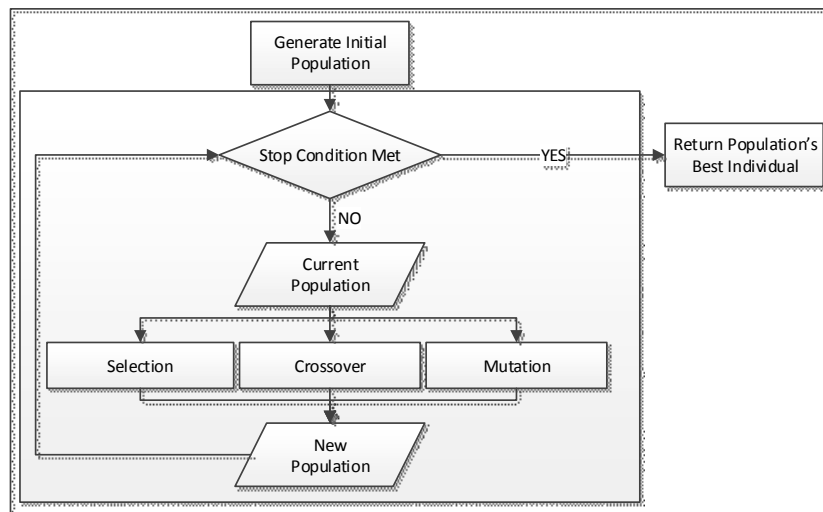 Generate Initial
Population
Stop Condition Met
YES
Return Population's
Best Individual
NO
Current
Population
Selection
Crossover
Mutation
New
Population